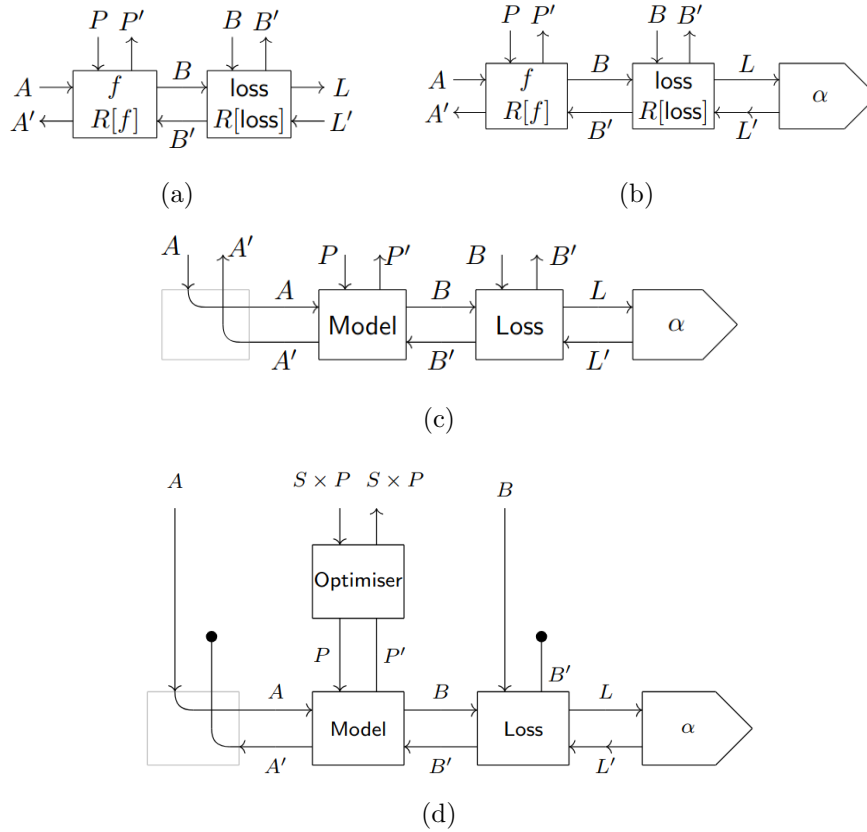 P P′ B B′
A f B loss L
A′ R[f] B′ R[loss] L′
(a)
P P′ B B′
A f B loss L α
A′ R[f] B′ R[loss] L′
(b)
A A′ P P′ B B′
A Model B Loss L α
A′ B′ L′
(c)
A S × P S × P B
Optimiser
P P′ B′
A Model B Loss L α
A′ B′ L′
(d)